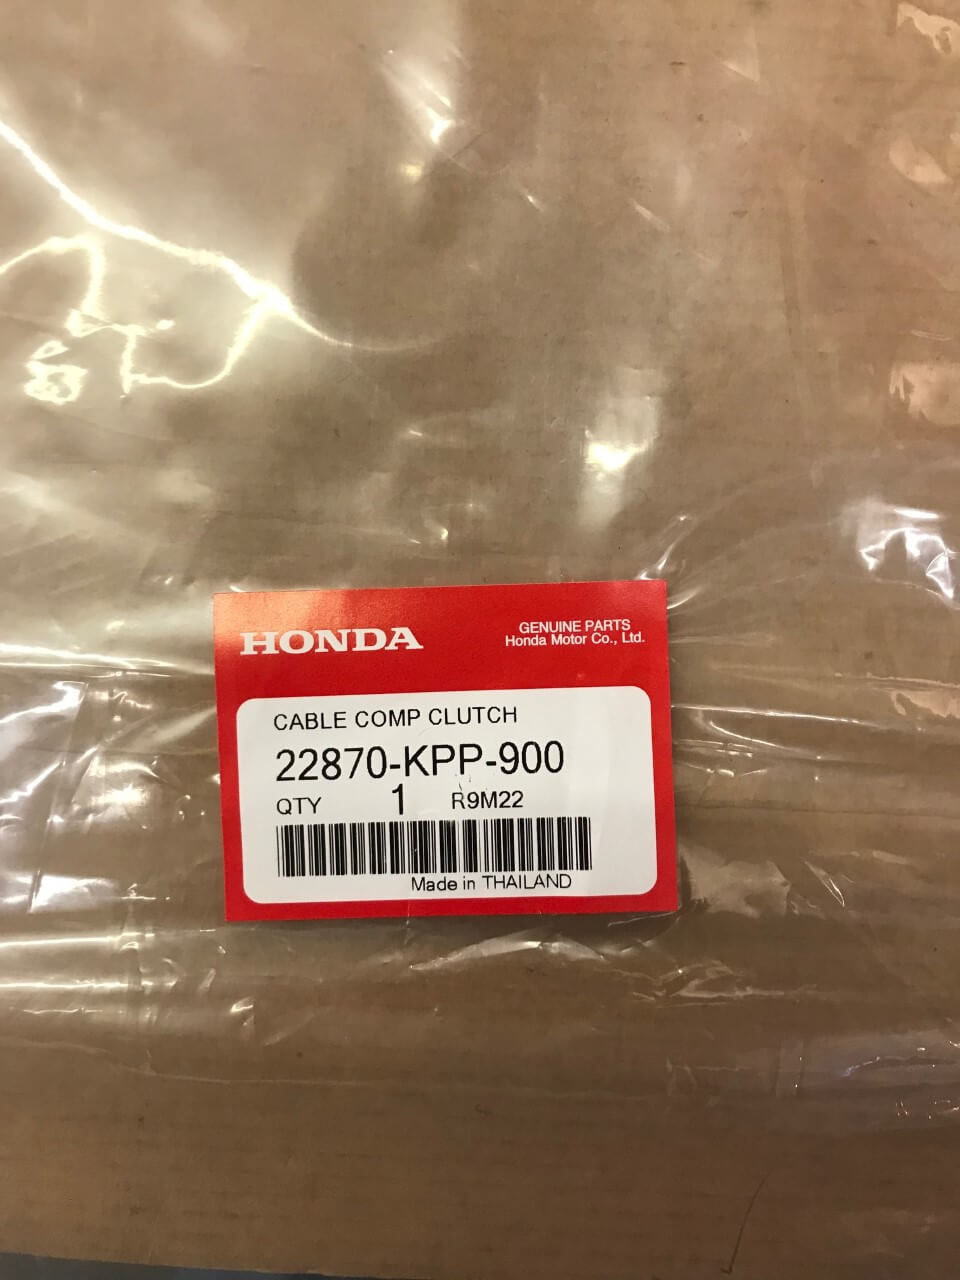 HONDA
GENUINE PARTS
Honda Motor Co., Ltd.
CABLE COMP CLUTCH
22870-KPP-900
QTY 1 R9M22
Made in THAILAND